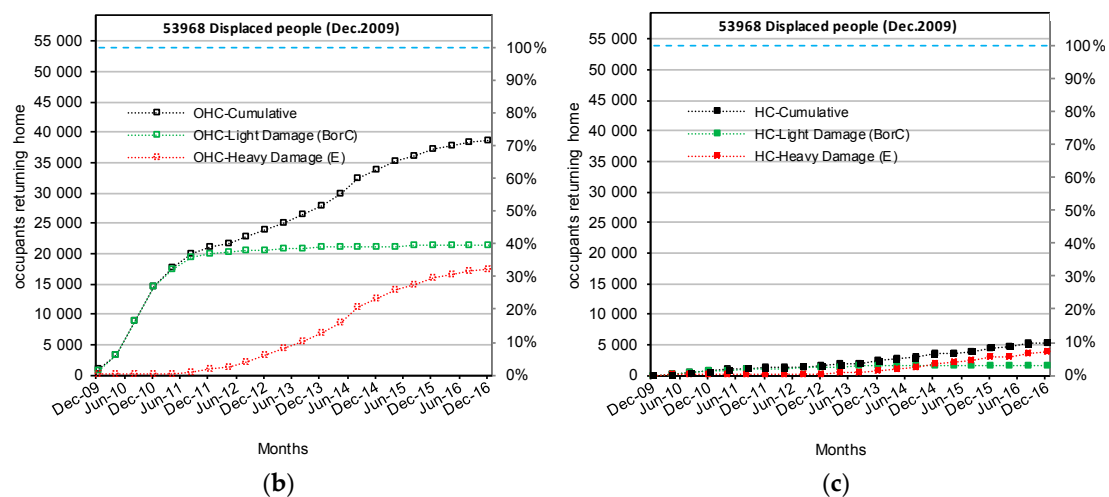 53968 Displaced people (Dec.2009)
55 000
50 000
45 000
40 000
35 000
30 000
25 000
20 000
15 000
10 000
5 000
0
occupants returning home
OHC-Cumulative
OHC-Light Damage (BorC)
OHC-Heavy Damage (E)
100%
90%
80%
70%
60%
50%
40%
30%
20%
10%
0%
Dec-09
Jun-10
Dec-10
Jun-11
Dec-11
Jun-12
Dec-12
Jun-13
Dec-13
Jun-14
Dec-14
Jun-15
Dec-15
Jun-16
Dec-16
Months
(b)
53968 Displaced people (Dec.2009)
55 000
50 000
45 000
40 000
35 000
30 000
25 000
20 000
15 000
10 000
5 000
0
occupants returning home
HC-Cumulative
HC-Light Damage (BorC)
HC-Heavy Damage (E)
100%
90%
80%
70%
60%
50%
40%
30%
20%
10%
0%
Dec-09
Jun-10
Dec-10
Jun-11
Dec-11
Jun-12
Dec-12
Jun-13
Dec-13
Jun-14
Dec-14
Jun-15
Dec-15
Jun-16
Dec-16
Months
(c)